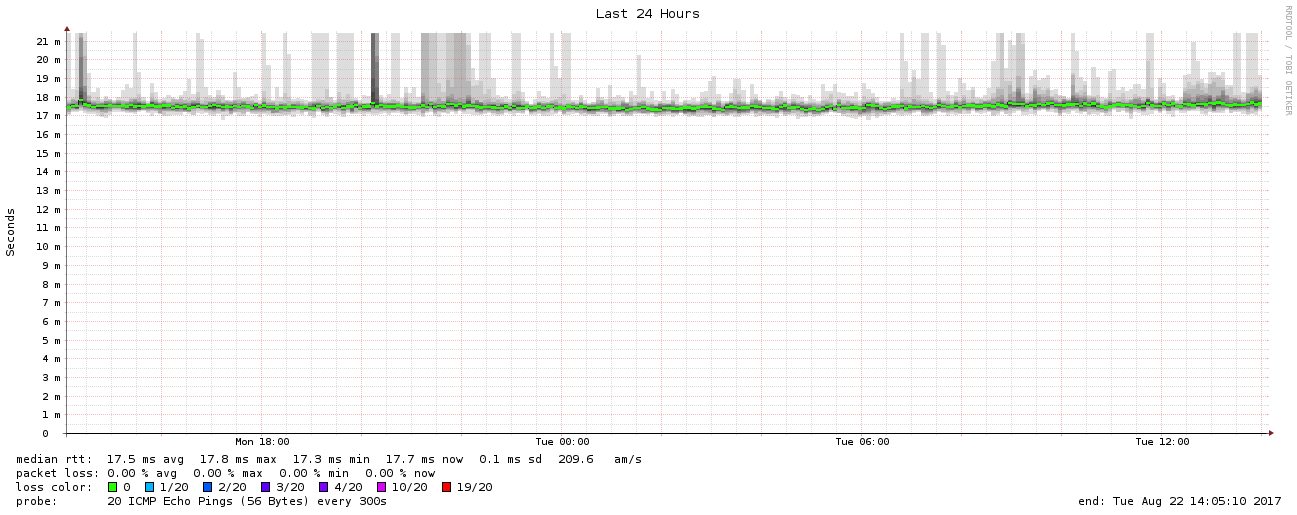 Last 24 Hours
RRDTOOL / TOBI OETIKER
Seconds
21 m
20 m
19 m
18 m
17 m
16 m
15 m
14 m
13 m
12 m
11 m
10 m
9 m
8 m
7 m
6 m
5 m
4 m
3 m
2 m
1 m
0
Mon 18:00 Tue 00:00 Tue 06:00 Tue 12:00
median rtt: 17.5 ms avg 17.8 ms max 17.3 ms min 17.7 ms now 0.1 ms sd 209.6 am/s
packet loss: 0.00 % avg 0.00 % max 0.00 % min 0.00 % now
loss color: 0 1/20 2/20 3/20 4/20 10/20 19/20
probe: 20 ICMP Echo Pings (56 Bytes) every 300s end: Tue Aug 22 14:05:10 2017